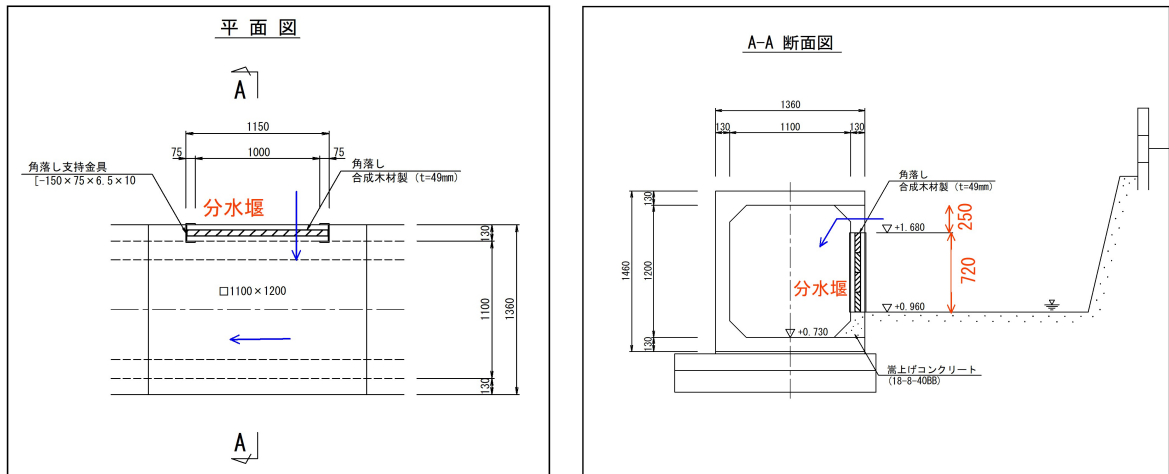 平 面 図
A
1150
75
1000
75
角落し支持金具
[-150×75×6.5×10
角落し
合成木材製 (t=49mm)
分水堰
130
□1100×1200
1100
1360
130
A
A-A 断面図
1360
130
1100
130
角落し
合成木材製 (t=49mm)
130
250
+1.680
1460
1200
720
分水堰
+0.960
+0.730
130
嵩上げコンクリート
(18-8-40BB)